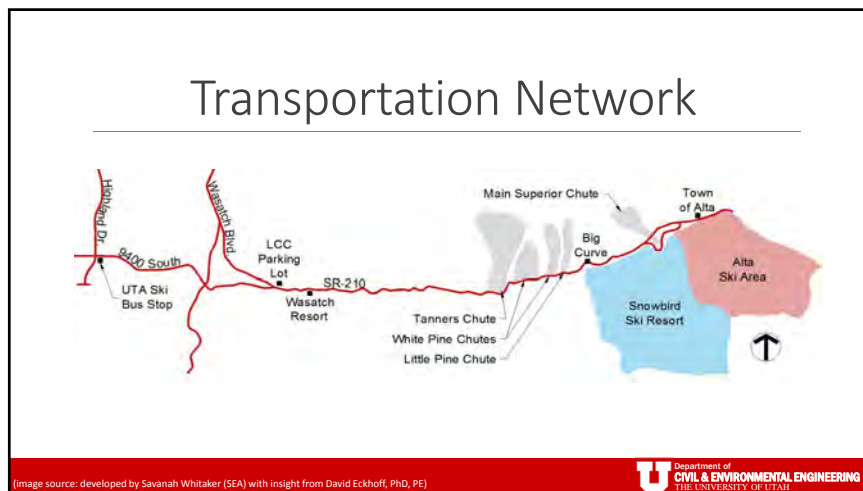 Transportation Network
Highland Dr.
Wasatch Blvd.
9400 South
UTA Ski
Bus Stop
LCC
Parking
Lot
Wasatch
Resort
SR-210
Main Superior Chute
Town
of Alta
Big
Curve
Alta
Ski Area
Snowbird
Ski Resort
Tanners Chute
White Pine Chutes
Little Pine Chute
(image source: developed by Savanah Whitaker (SEA) with insight from David Eckhoff, PhD, PE)
U
Department of
CIVIL & ENVIRONMENTAL ENGINEERING
THE UNIVERSITY OF UTAH